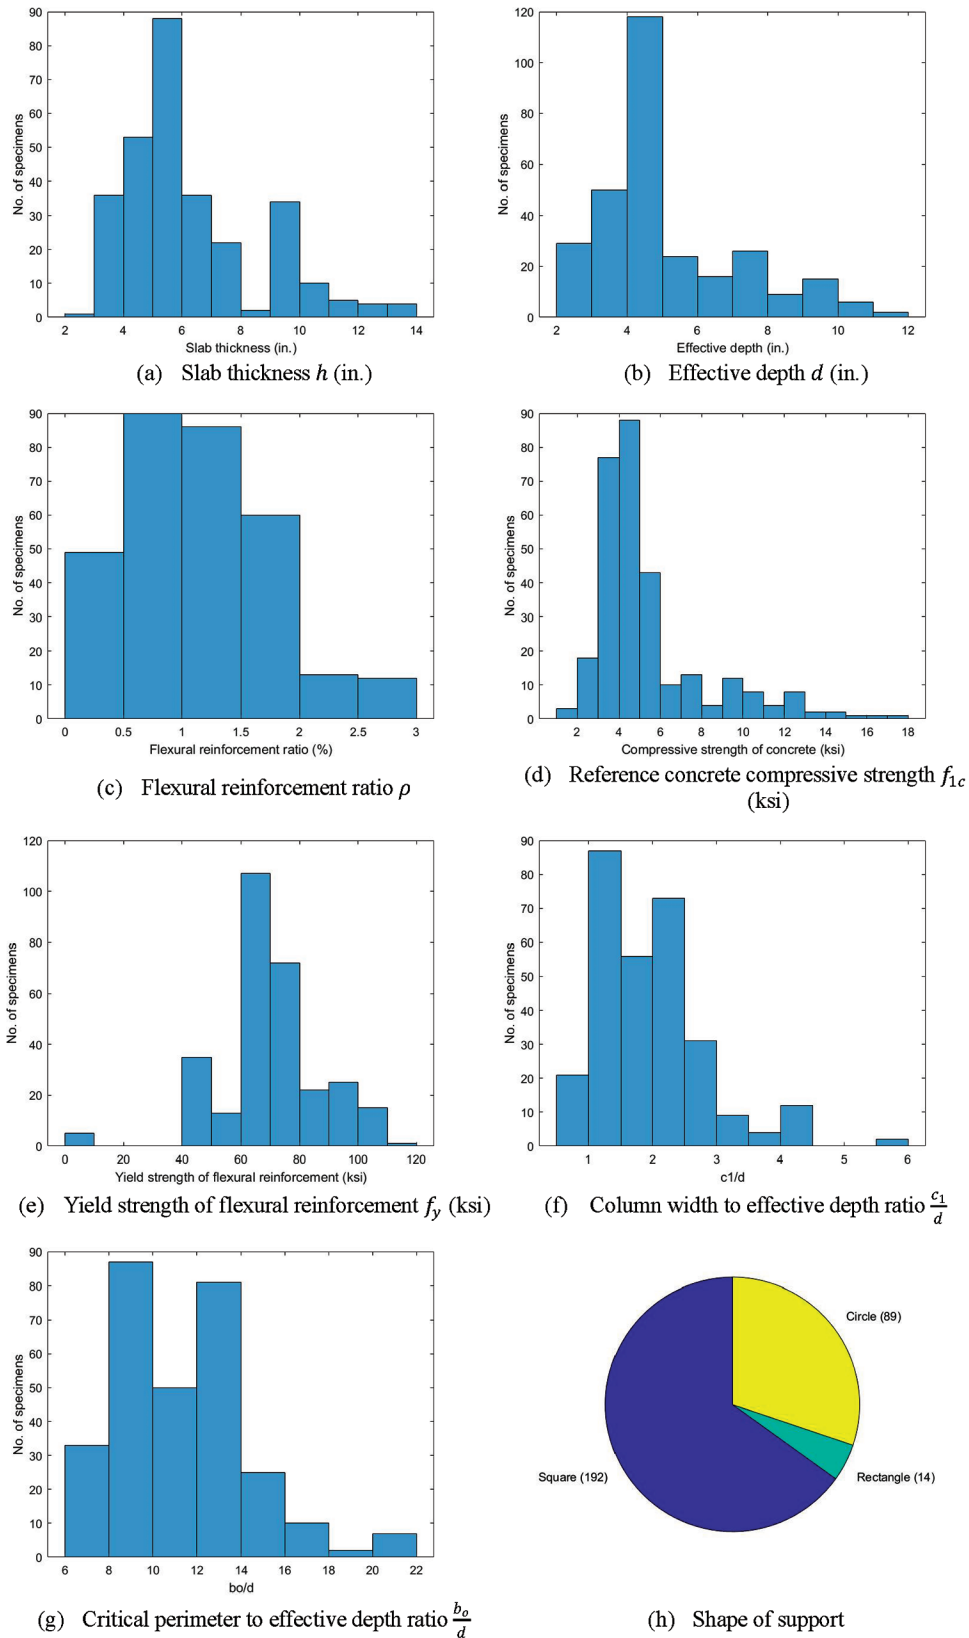 90
80
70
60
50
40
30
20
10
0
No. of specimens
2 4 6 8 10 12 14
Slab thickness (in.)
(a) Slab thickness h (in.)
120
100
80
60
40
20
0
No. of specimens
2 4 6 8 10 12
Effective depth (in.)
(b) Effective depth d (in.)
90
80
70
60
50
40
30
20
10
0
No. of specimens
0 0.5 1 1.5 2 2.5 3
Flexural reinforcement ratio (%)
(c) Flexural reinforcement ratio ρ
90
80
70
60
50
40
30
20
10
0
No. of specimens
2 4 6 8 10 12 14 16 18
Compressive strength of concrete (ksi)
(d) Reference concrete compressive strength f1c
(ksi)
120
100
80
60
40
20
0
No. of specimens
0 20 40 60 80 100 120
Yield strength of flexural reinforcement (ksi)
(e) Yield strength of flexural reinforcement fy (ksi)
90
80
70
60
50
40
30
20
10
0
No. of specimens
1 2 3 4 5 6
c1/d
(f) Column width to effective depth ratio c1/d
90
80
70
60
50
40
30
20
10
0
No. of specimens
6 8 10 12 14 16 18 20 22
bo/d
(g) Critical perimeter to effective depth ratio bo/d
Circle (89)
Square (192)
Rectangle (14)
(h) Shape of support